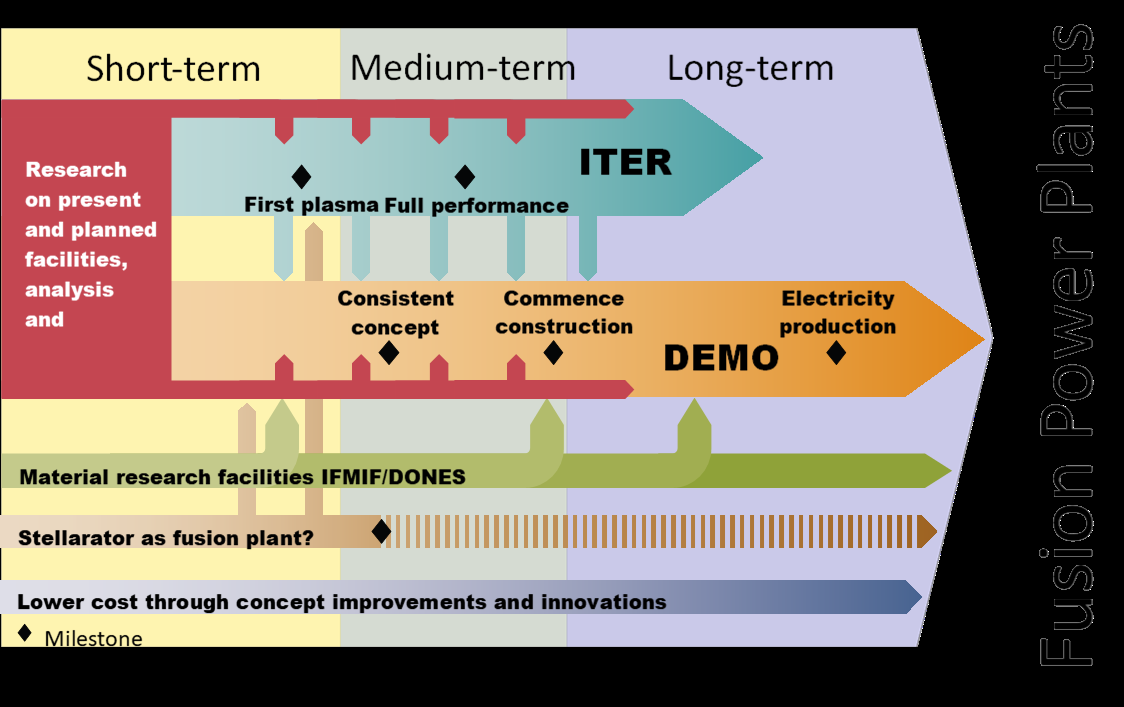 Short-term
Medium-term
Long-term
Research
on present
and planned
facilities,
analysis
and
ITER
First plasma
Full performance
Consistent
concept
Commence
construction
Electricity
production
DEMO
Material research facilities IFMIF/DONES
Stellarator as fusion plant?
Lower cost through concept improvements and innovations
Milestone
Fusion Power Plants